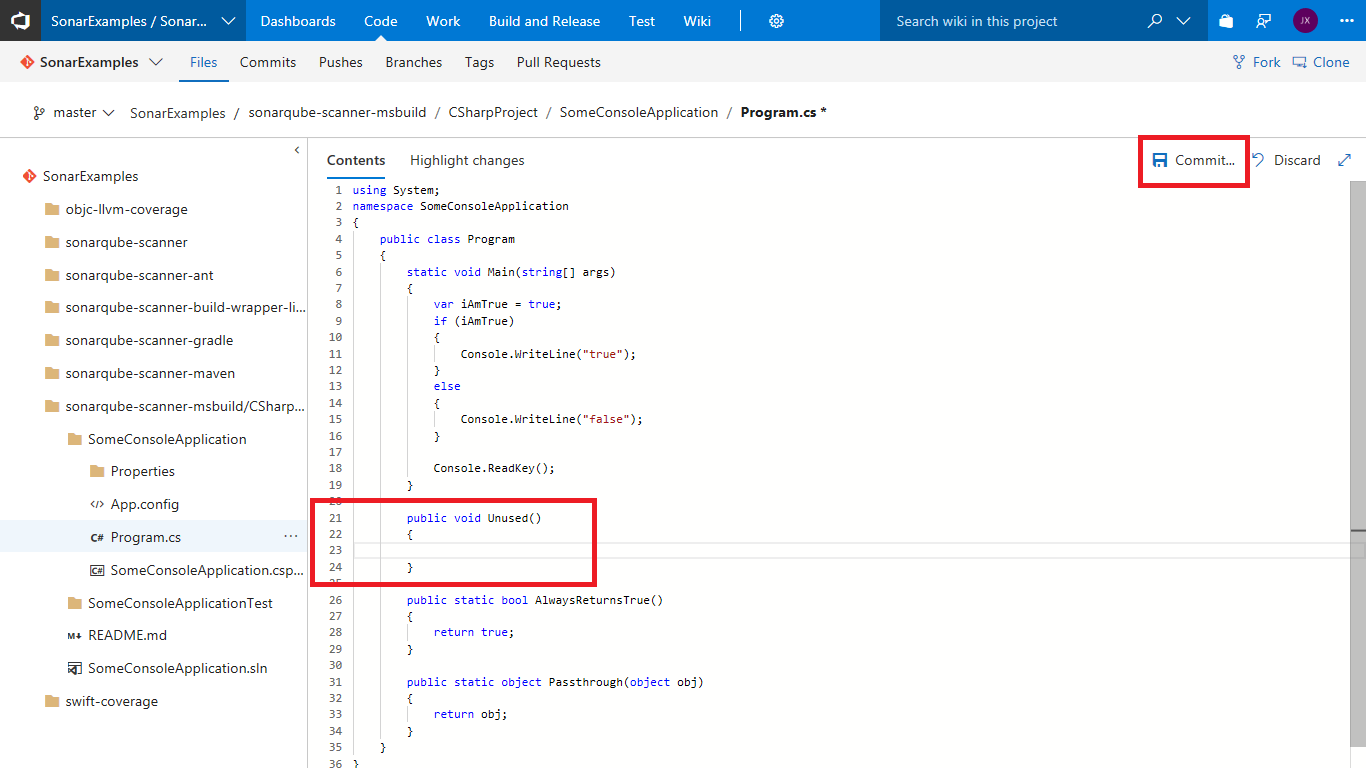 SonarExamples / Sonar... Dashboards Code Work Build and Release Test Wiki Search wiki in this project JX ...
SonarExamples Files Commits Pushes Branches Tags Pull Requests Fork Clone
master SonarExamples / sonarqube-scanner-msbuild / CSharpProject / SomeConsoleApplication / Program.cs *
Contents Highlight changes Commit... Discard
SonarExamples
objc-llvm-coverage
sonarqube-scanner
sonarqube-scanner-ant
sonarqube-scanner-build-wrapper-li...
sonarqube-scanner-gradle
sonarqube-scanner-maven
sonarqube-scanner-msbuild/CSharp...
SomeConsoleApplication
Properties
</> App.config
C# Program.cs ...
C# SomeConsoleApplication.csp...
SomeConsoleApplicationTest
M↓ README.md
SomeConsoleApplication.sln
swift-coverage
1 using System;
2 namespace SomeConsoleApplication
3 {
4 public class Program
5 {
6 static void Main(string[] args)
7 {
8 var iAmTrue = true;
9 if (iAmTrue)
10 {
11 Console.WriteLine("true");
12 }
13 else
14 {
15 Console.WriteLine("false");
16 }
17
18 Console.ReadKey();
19 }
20
21 public void Unused()
22 {
23
24 }
25
26 public static bool AlwaysReturnsTrue()
27 {
28 return true;
29 }
30
31 public static object Passthrough(object obj)
32 {
33 return obj;
34 }
35 }
36 }